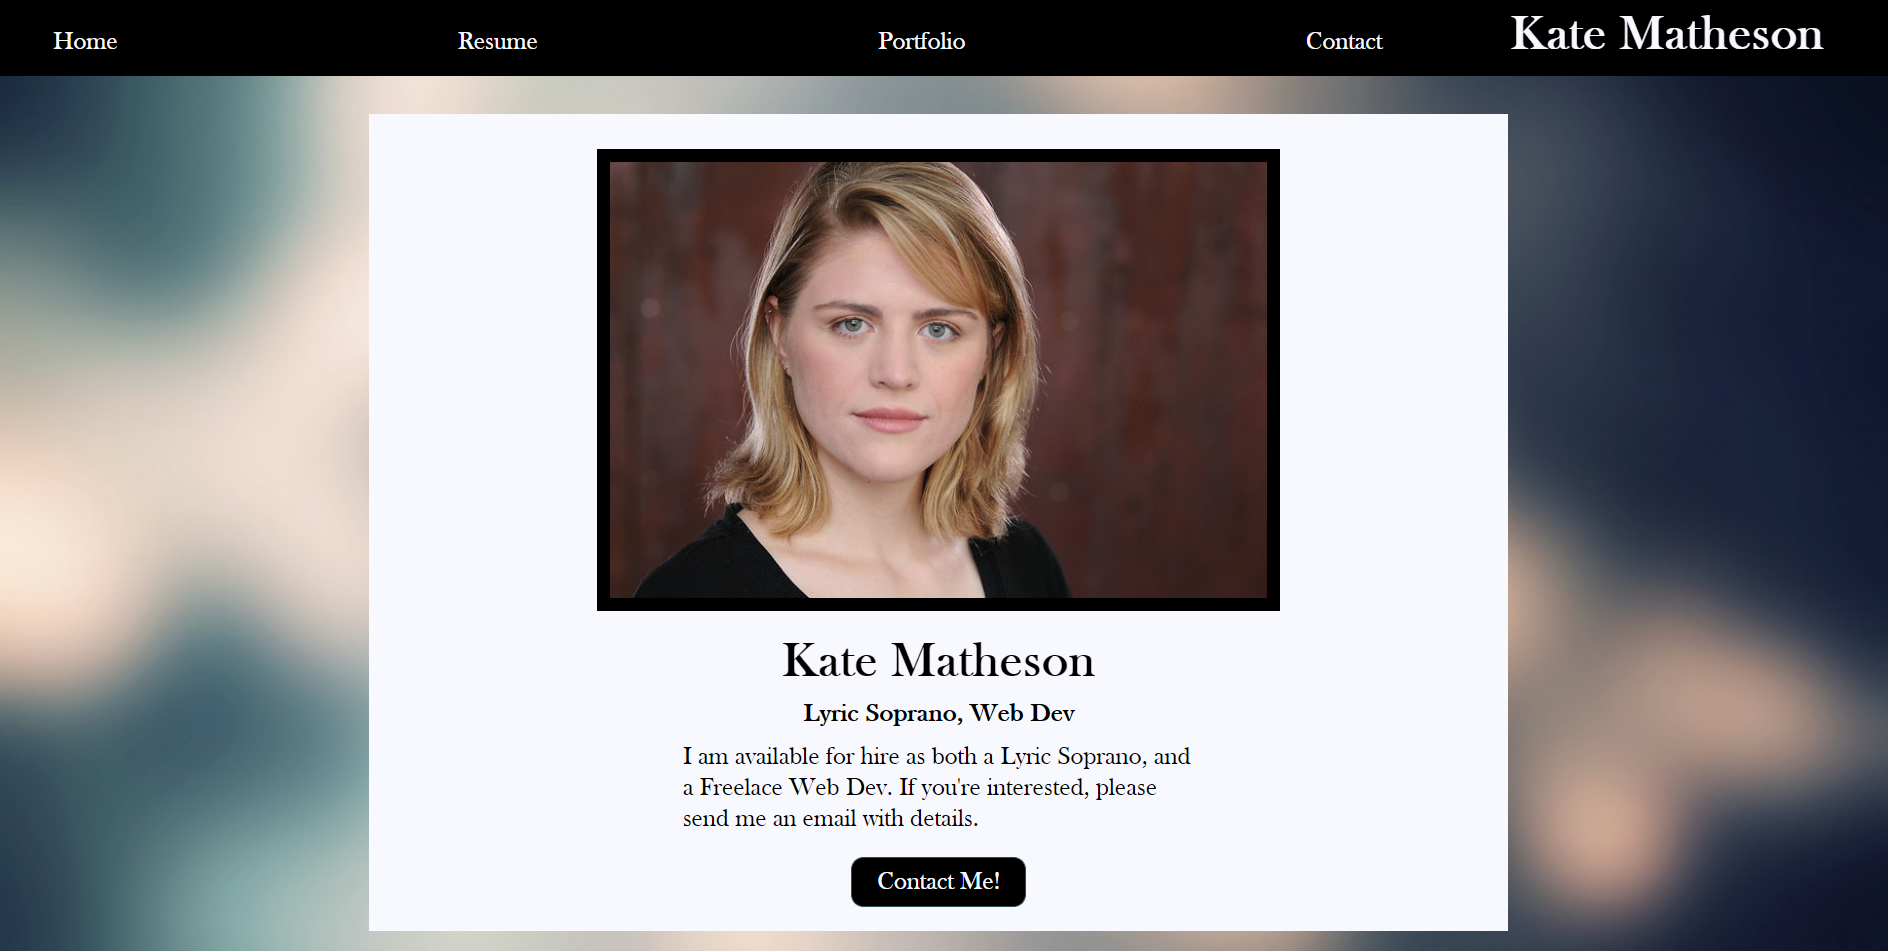 Home
Resume
Portfolio
Contact
Kate Matheson
Kate Matheson
Lyric Soprano, Web Dev
I am available for hire as both a Lyric Soprano, and
a Freelace Web Dev. If you're interested, please
send me an email with details.
Contact Me!